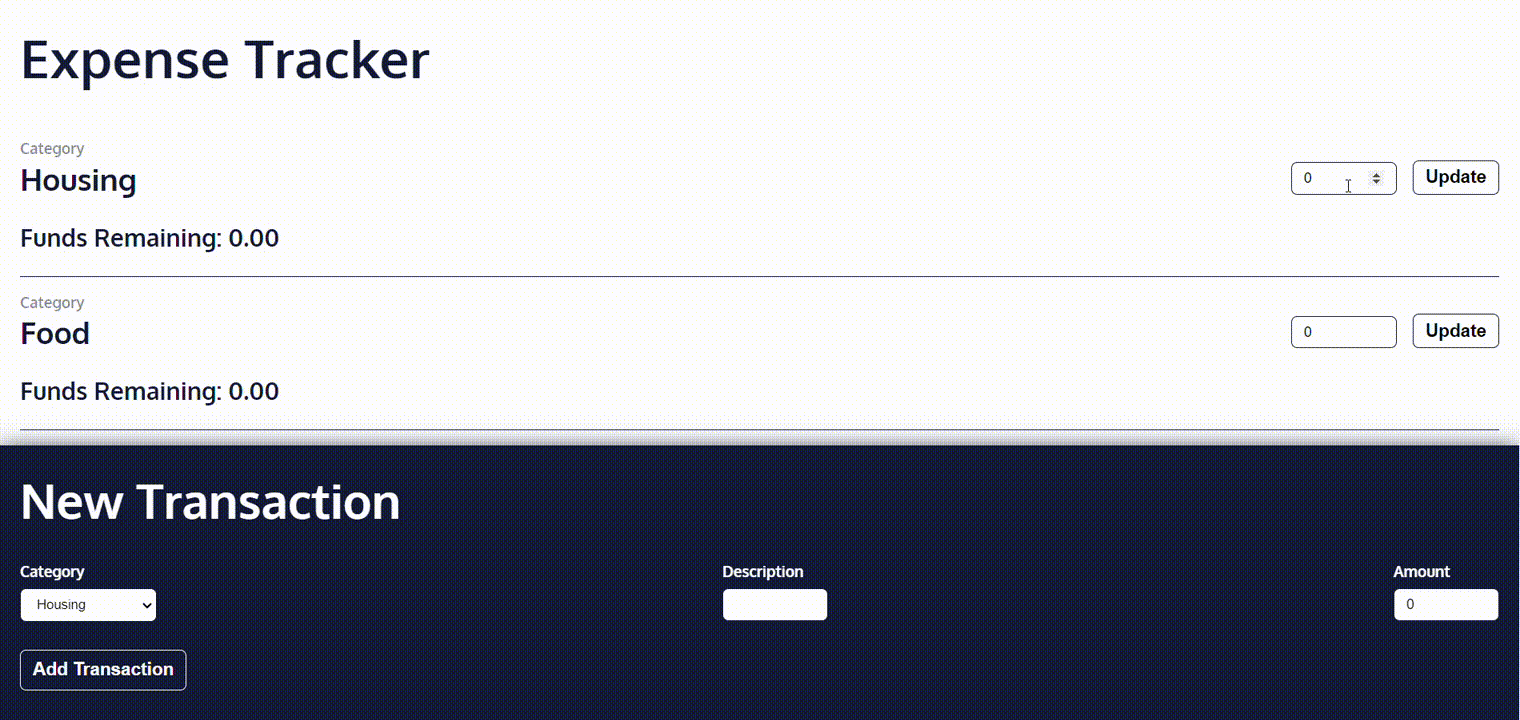 Expense Tracker
Category
Housing
0
Update
Funds Remaining: 0.00
Category
Food
0
Update
Funds Remaining: 0.00
New Transaction
Category Description Amount
Housing 0
Add Transaction